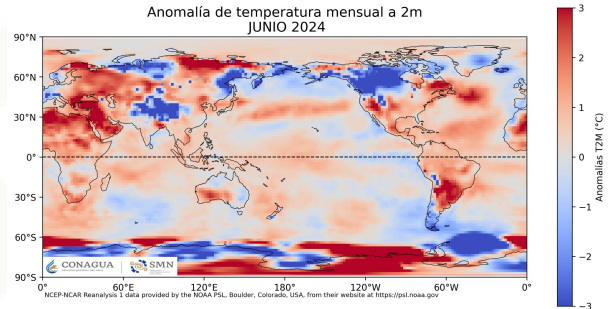 Anomalía de temperatura mensual a 2m
JUNIO 2024
90°N
60°N
30°N
0°
30°S
60°S
90°S
0°
60°E
120°E
180°
120°W
60°W
0°
3
2
1
0
−1
−2
−3
Anomalías T2M (°C)
CONAGUA
SMN
NCEP-NCAR Reanalysis 1 data provided by the NOAA PSL, Boulder, Colorado, USA, from their website at https://psl.noaa.gov